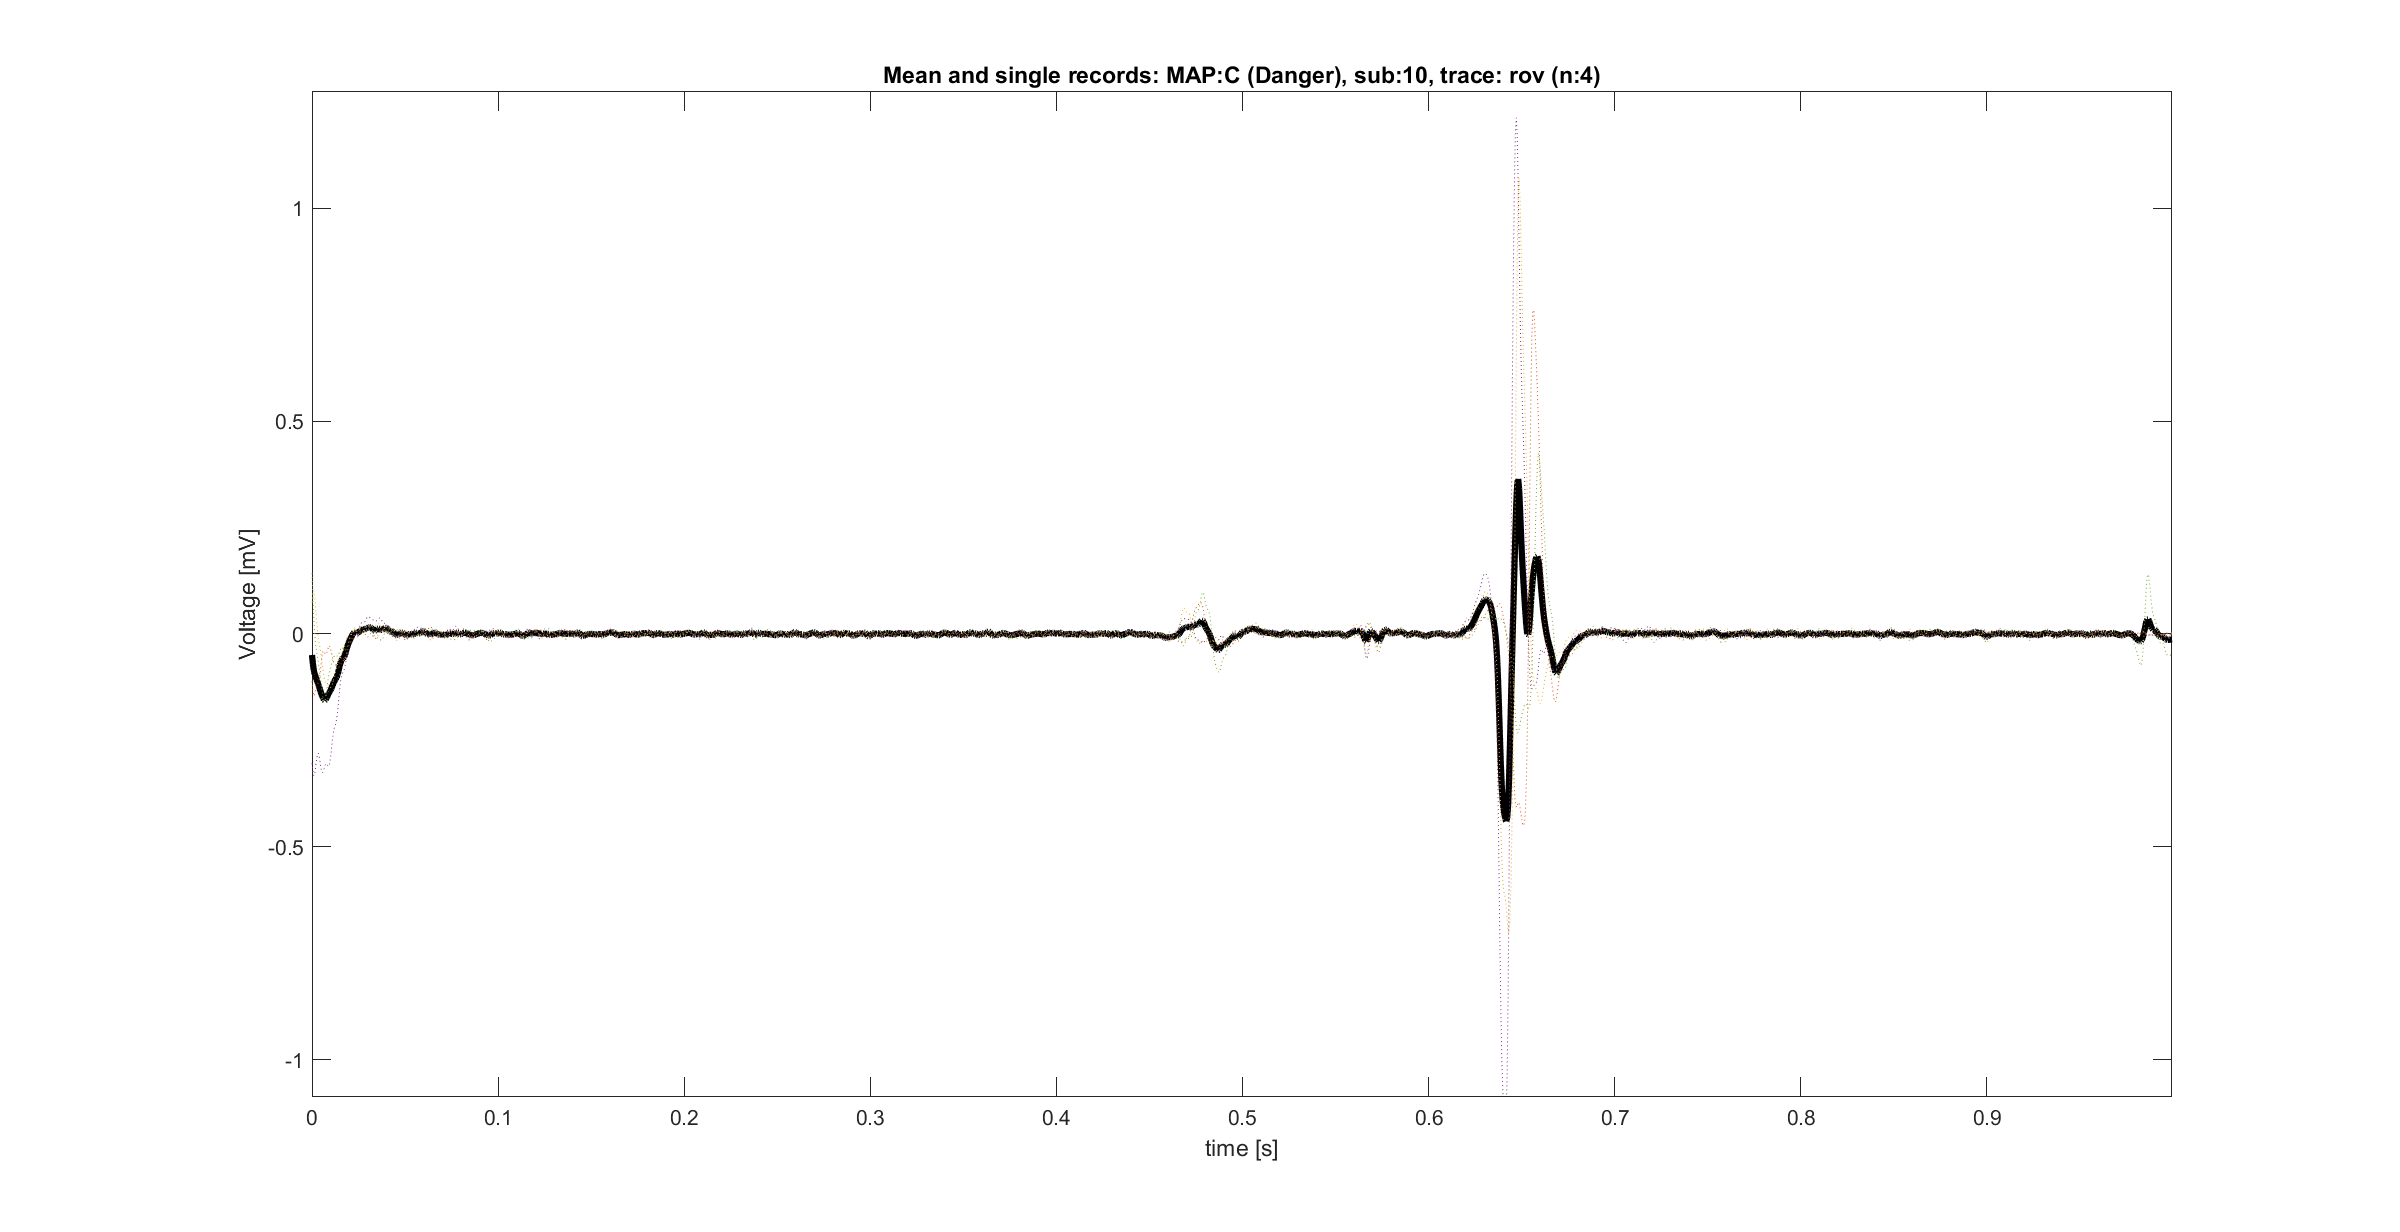 Mean and single records: MAP:C (Danger), sub:10, trace: rov (n:4)
1
0.5
0
-0.5
-1
Voltage [mV]
0 0.1 0.2 0.3 0.4 0.5 0.6 0.7 0.8 0.9
time [s]